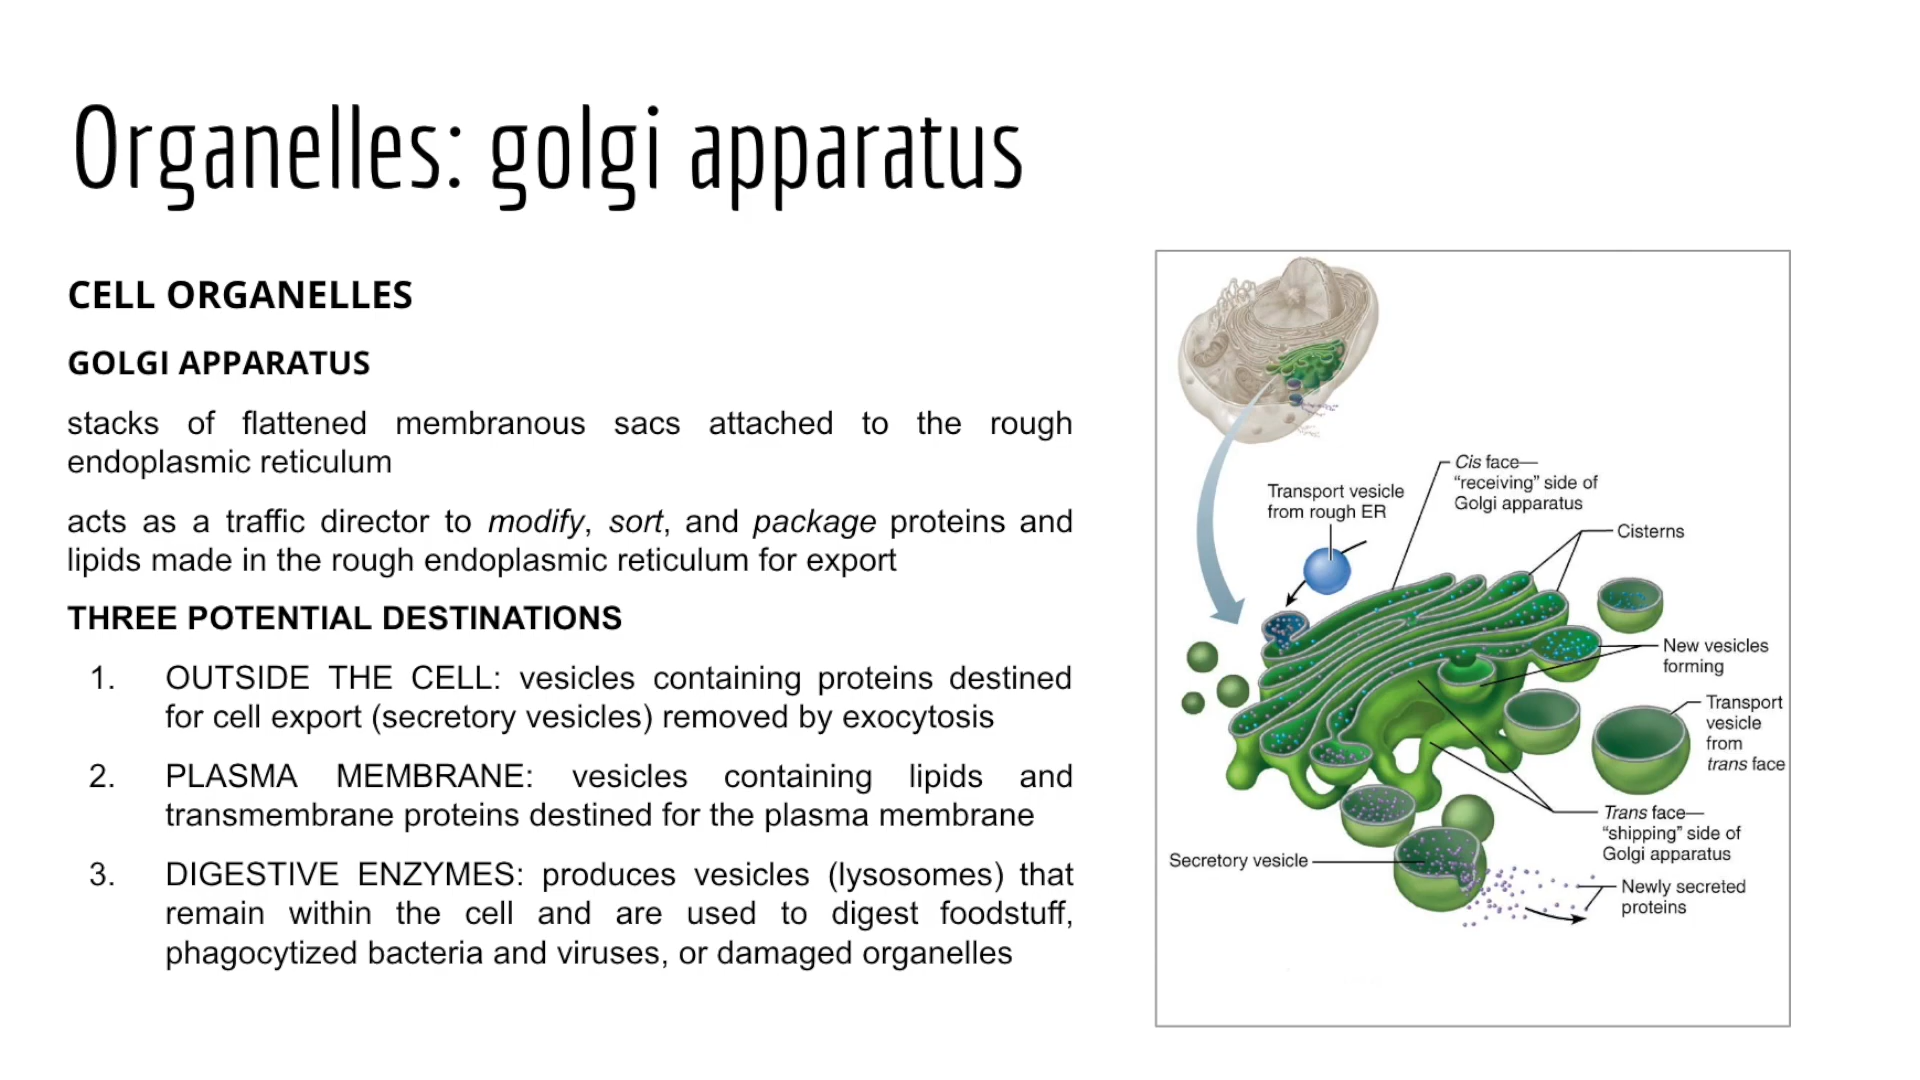 Organelles: golgi apparatus
CELL ORGANELLES
GOLGI APPARATUS
stacks of flattened membranous sacs attached to the rough
endoplasmic reticulum
acts as a traffic director to modify, sort, and package proteins and
lipids made in the rough endoplasmic reticulum for export
THREE POTENTIAL DESTINATIONS
1. OUTSIDE THE CELL: vesicles containing proteins destined
for cell export (secretory vesicles) removed by exocytosis
2. PLASMA MEMBRANE: vesicles containing lipids and
transmembrane proteins destined for the plasma membrane
3. DIGESTIVE ENZYMES: produces vesicles (lysosomes) that
remain within the cell and are used to digest foodstuff,
phagocytized bacteria and viruses, or damaged organelles
Cis face—
“receiving” side of
Golgi apparatus
Transport vesicle
from rough ER
Cisterns
New vesicles
forming
Transport
vesicle
from
trans face
Trans face—
“shipping” side of
Golgi apparatus
Secretory vesicle
Newly secreted
proteins